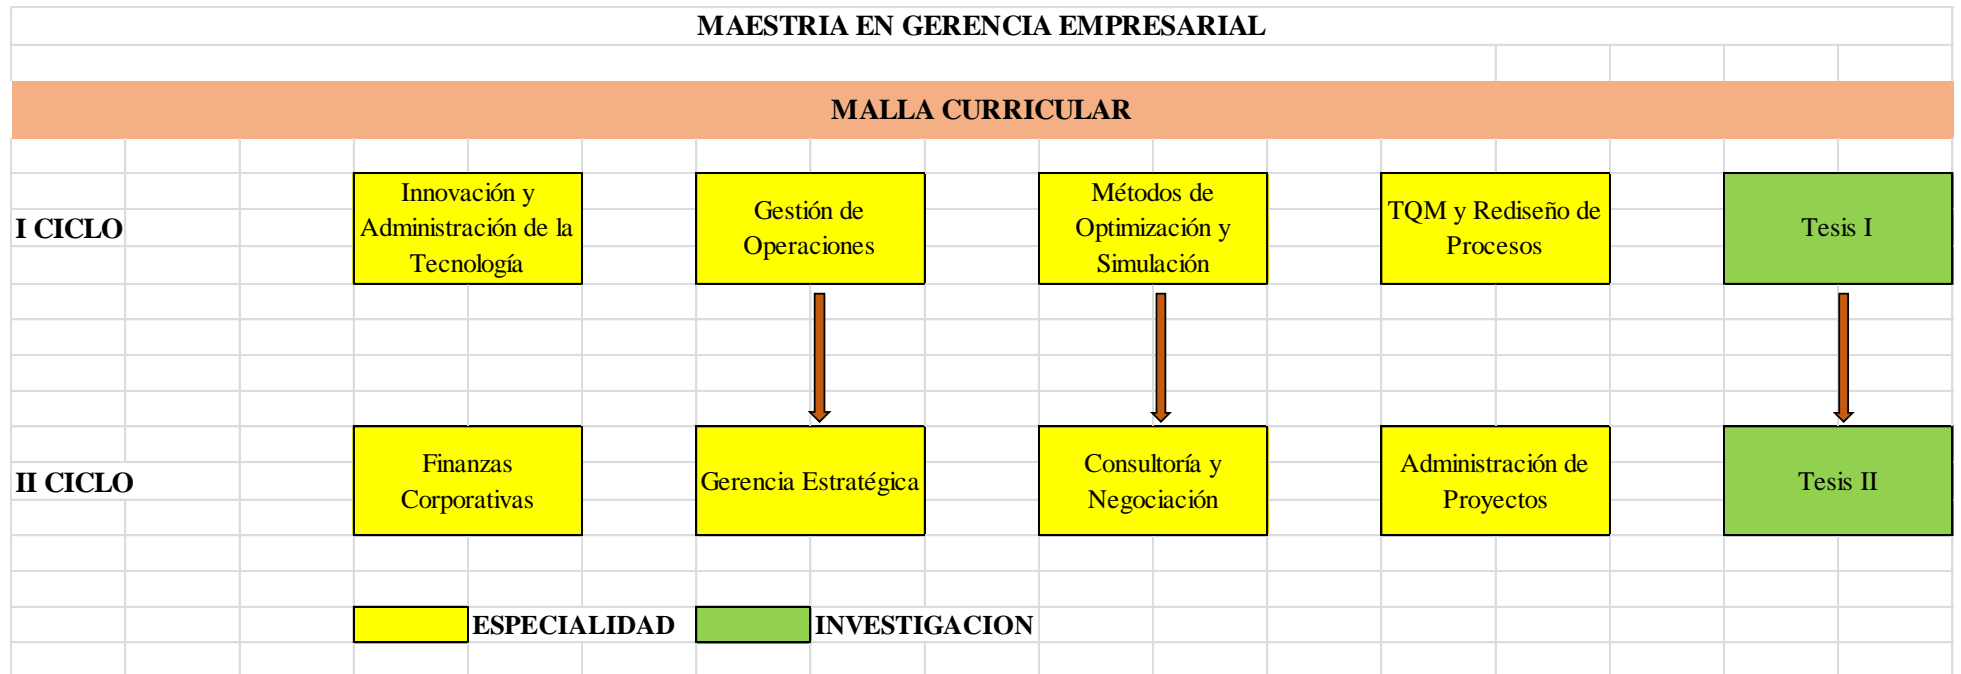 MAESTRIA EN GERENCIA EMPRESARIAL
MALLA CURRICULAR
I CICLO
Innovación y
Administración de la
Tecnología
Gestión de
Operaciones
Métodos de
Optimización y
Simulación
TQM y Rediseño de
Procesos
Tesis I
II CICLO
Finanzas
Corporativas
Gerencia Estratégica
Consultoría y
Negociación
Administración de
Proyectos
Tesis II
ESPECIALIDAD
INVESTIGACION